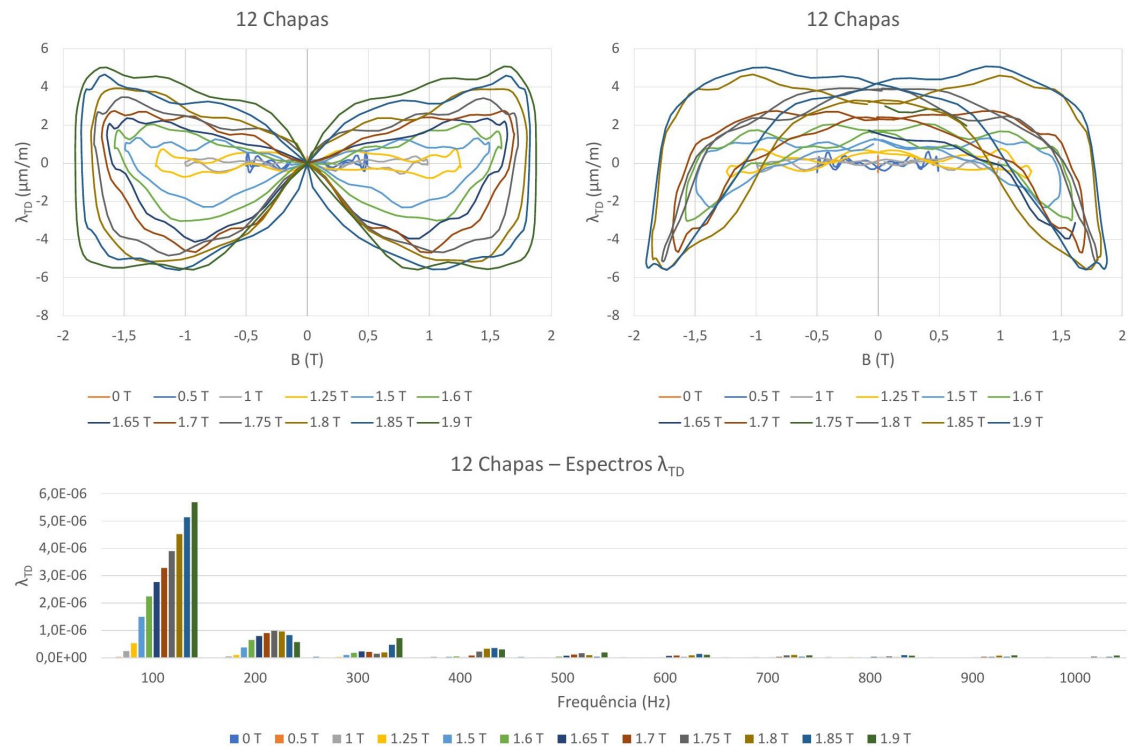 12 Chapas
6
4
2
0
-2
-4
-6
-8
λTD (µm/m)
-2 -1,5 -1 -0,5 0 0,5 1 1,5 2
B (T)
0 T 0.5 T 1 T 1.25 T 1.5 T 1.6 T
1.65 T 1.7 T 1.75 T 1.8 T 1.85 T 1.9 T
12 Chapas
6
4
2
0
-2
-4
-6
-8
λTD (µm/m)
-2 -1,5 -1 -0,5 0 0,5 1 1,5 2
B (T)
0 T 0.5 T 1 T 1.25 T 1.5 T 1.6 T
1.65 T 1.7 T 1.75 T 1.8 T 1.85 T 1.9 T
12 Chapas – Espectros λTD
6,0E-06
5,0E-06
4,0E-06
3,0E-06
2,0E-06
1,0E-06
0,0E+00
λTD
100 200 300 400 500 600 700 800 900 1000
Frequência (Hz)
0 T 0.5 T 1 T 1.25 T 1.5 T 1.6 T 1.65 T 1.7 T 1.75 T 1.8 T 1.85 T 1.9 T